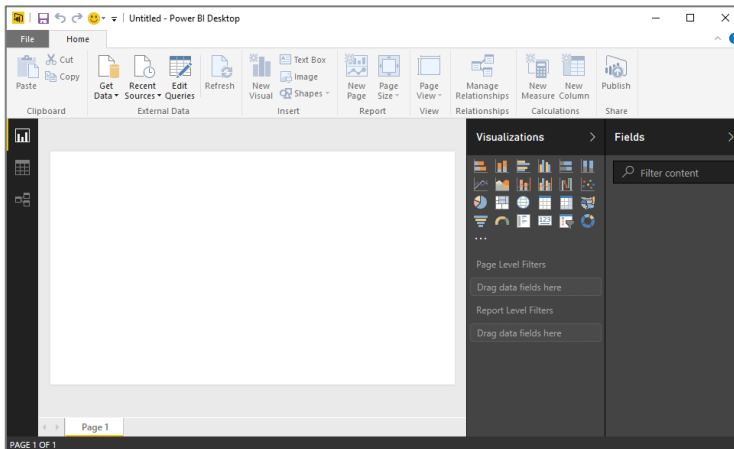 Untitled - Power BI Desktop
File Home
Paste
Cut
Copy
Clipboard
Get Data
Recent Sources
Edit Queries
Refresh
External Data
New Visual
Text Box
Image
Shapes
Insert
New Page
Page Size
Report
Page View
View
Manage Relationships
Relationships
New Measure
New Column
Calculations
Publish
Share
Visualizations
Fields
Filter content
123
...
Page Level Filters
Drag data fields here
Report Level Filters
Drag data fields here
Page 1
PAGE 1 OF 1